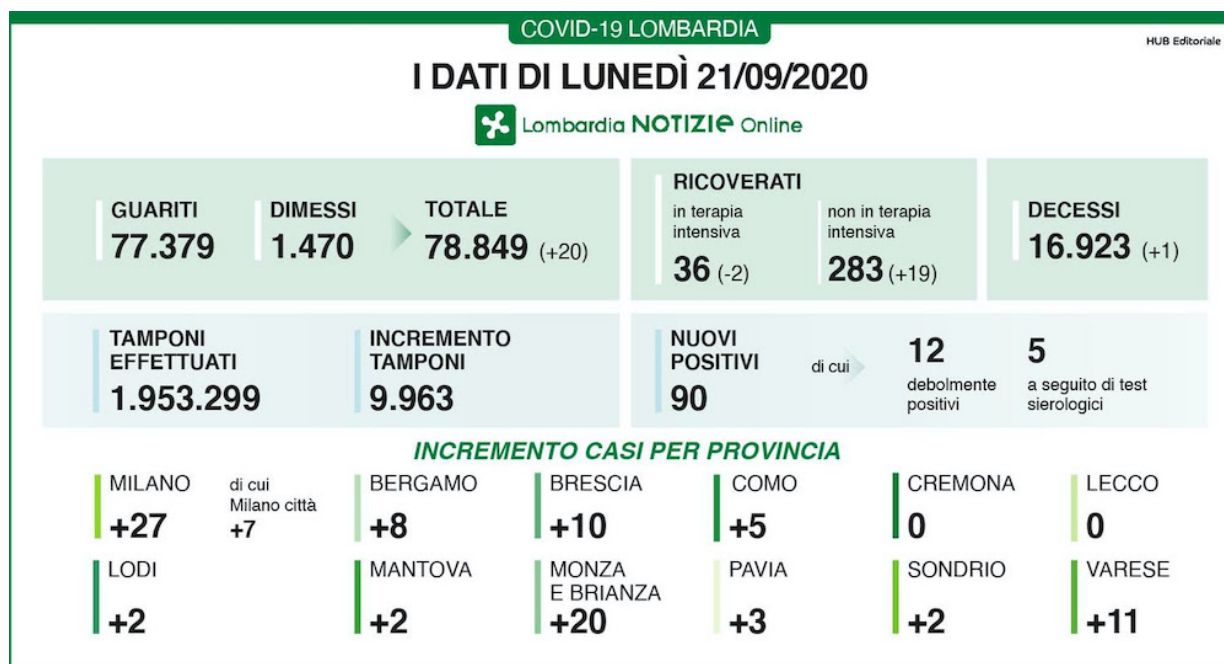 COVID-19 LOMBARDIA
HUB Editoriale
I DATI DI LUNEDÌ 21/09/2020
Lombardia NOTIZIE Online
GUARITI
77.379
DIMESSI
1.470
TOTALE
78.849 (+20)
RICOVERATI
in terapia
intensiva
36 (-2)
non in terapia
intensiva
283 (+19)
DECESSI
16.923 (+1)
TAMPONI
EFFETTUATI
1.953.299
INCREMENTO
TAMPONI
9.963
NUOVI
POSITIVI
90
di cui
12
debolmente
positivi
5
a seguito di test
sierologici
INCREMENTO CASI PER PROVINCIA
MILANO
+27
di cui
Milano città
+7
BERGAMO
+8
BRESCIA
+10
COMO
+5
CREMONA
0
LECCO
0
LODI
+2
MANTOVA
+2
MONZA
E BRIANZA
+20
PAVIA
+3
SONDRIO
+2
VARESE
+11